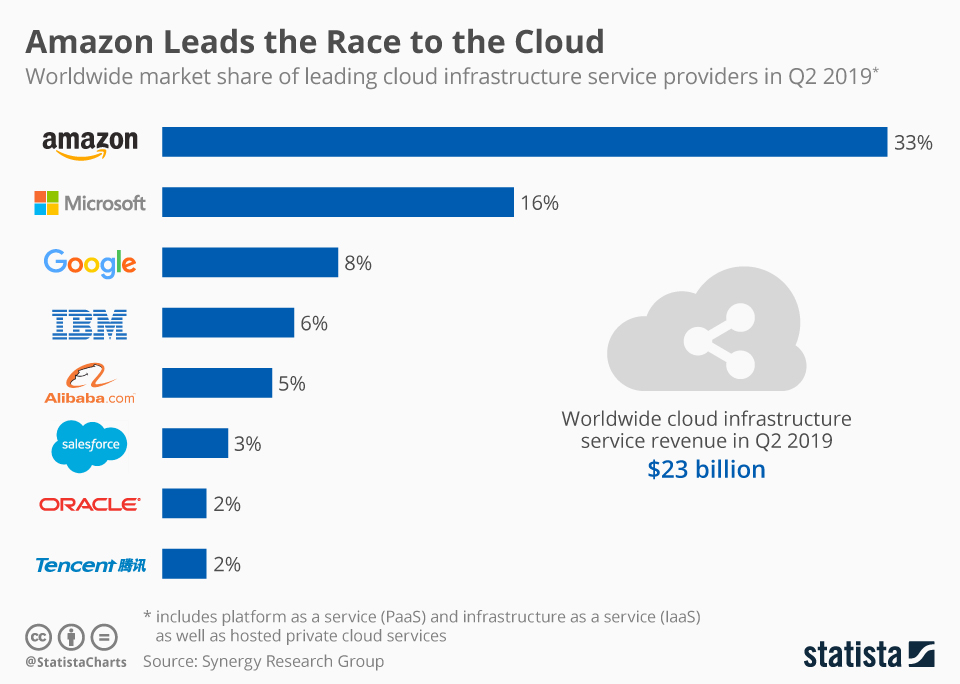 Amazon Leads the Race to the Cloud
Worldwide market share of leading cloud infrastructure service providers in Q2 2019*
amazon
33%
Microsoft
16%
Google
8%
IBM
6%
Alibaba.com
5%
salesforce
3%
ORACLE®
2%
Tencent 腾讯
2%
Worldwide cloud infrastructure
service revenue in Q2 2019
$23 billion
* includes platform as a service (PaaS) and infrastructure as a service (IaaS)
as well as hosted private cloud services
cc
@StatistaCharts
Source: Synergy Research Group
statista